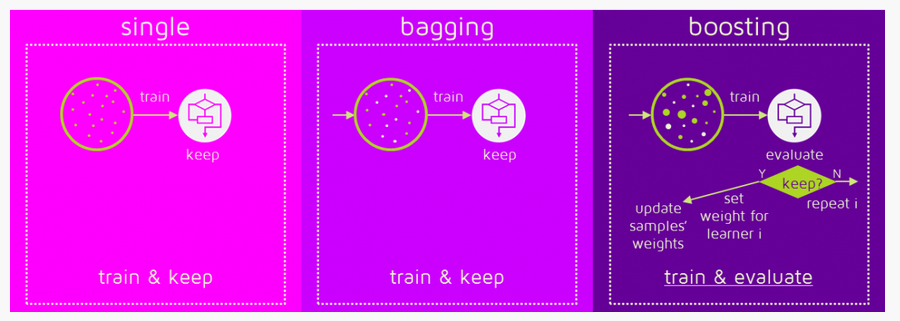 single
train
keep
train & keep
bagging
train
keep
train & keep
boosting
train
evaluate
Y
keep?
N
set
weight for
learner i
repeat i
update
samples'
weights
train & evaluate